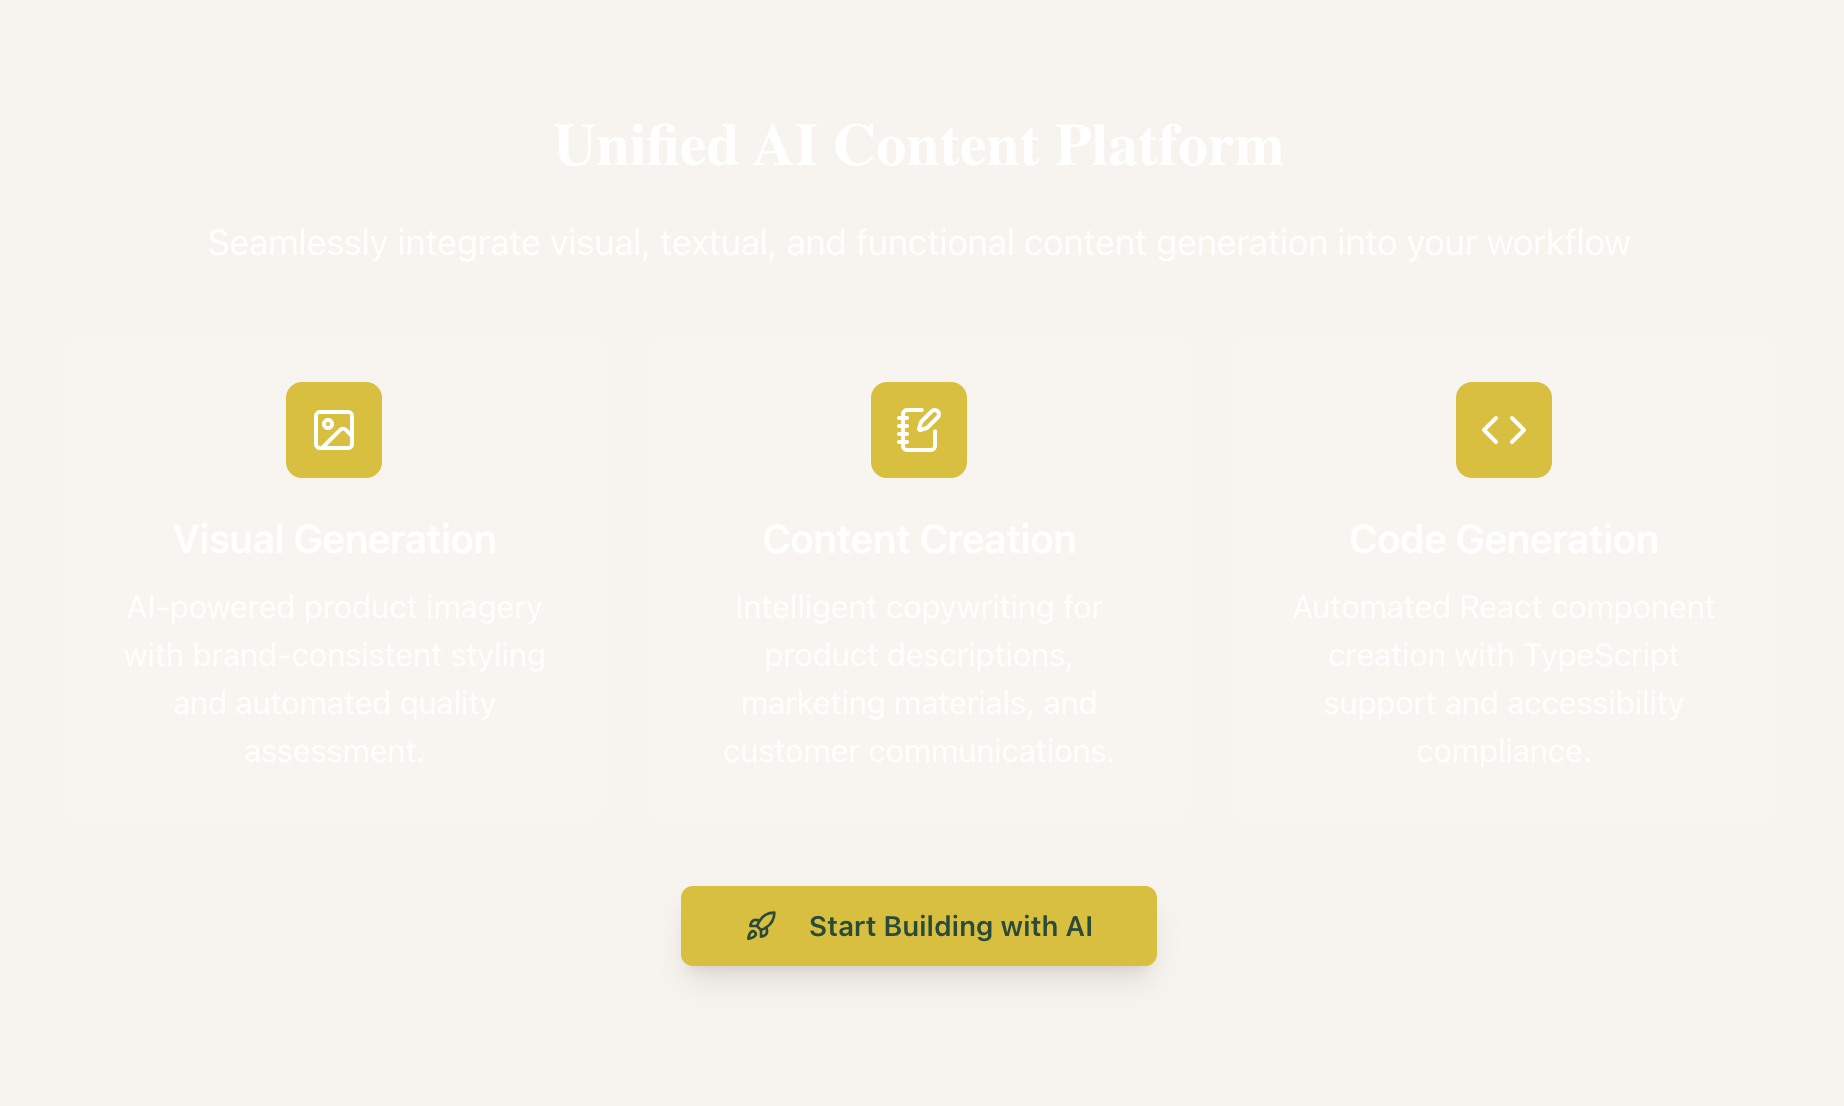 Unified AI Content Platform
Seamlessly integrate visual, textual, and functional content generation into your workflow
Visual Generation
AI-powered product imagery
with brand-consistent styling
and automated quality
assessment.
Content Creation
Intelligent copywriting for
product descriptions,
marketing materials, and
customer communications.
Code Generation
Automated React component
creation with TypeScript
support and accessibility
compliance.
Start Building with AI